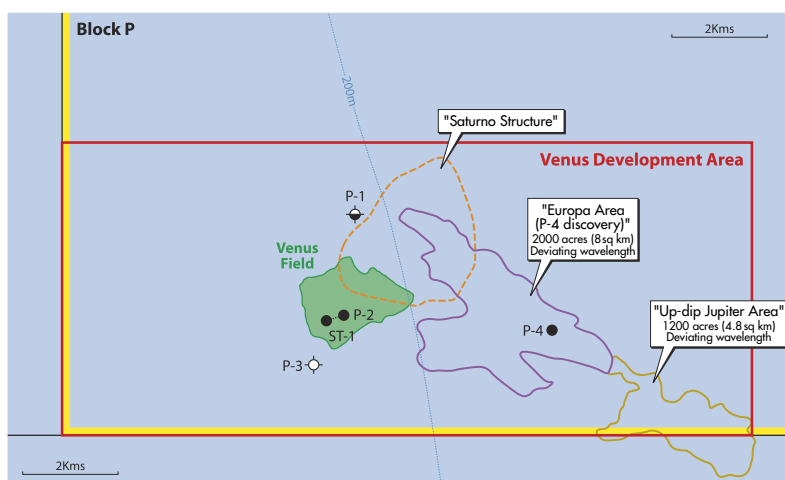 Block P
2Kms
200m
"Saturno Structure"
Venus Development Area
P-1
"Europa Area
(P-4 discovery)"
2000 acres (8 sq km)
Deviating wavelength
Venus
Field
"Up-dip Jupiter Area"
1200 acres (4.8 sq km)
Deviating wavelength
P-2
ST-1
P-4
P-3
2Kms